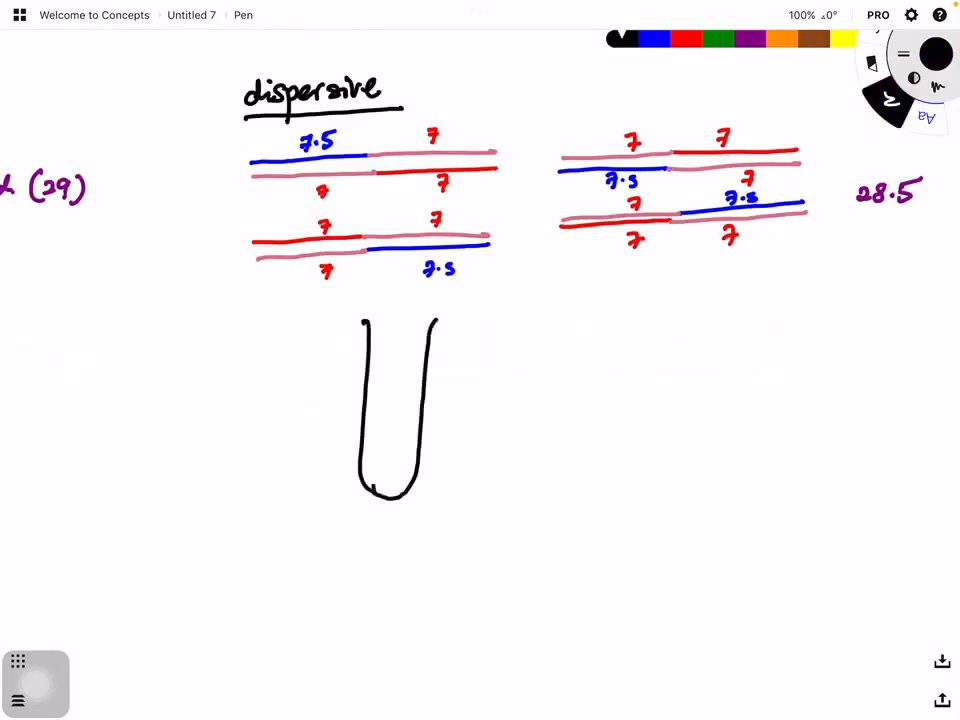 Welcome to Concepts > Untitled 7 > Pen
100% 0°
PRO
Aa
dispersive
7.5 7
7 7
7 7
7 7.5
(29)
7 7
7.5 7
7 7.5
7 7
28.5